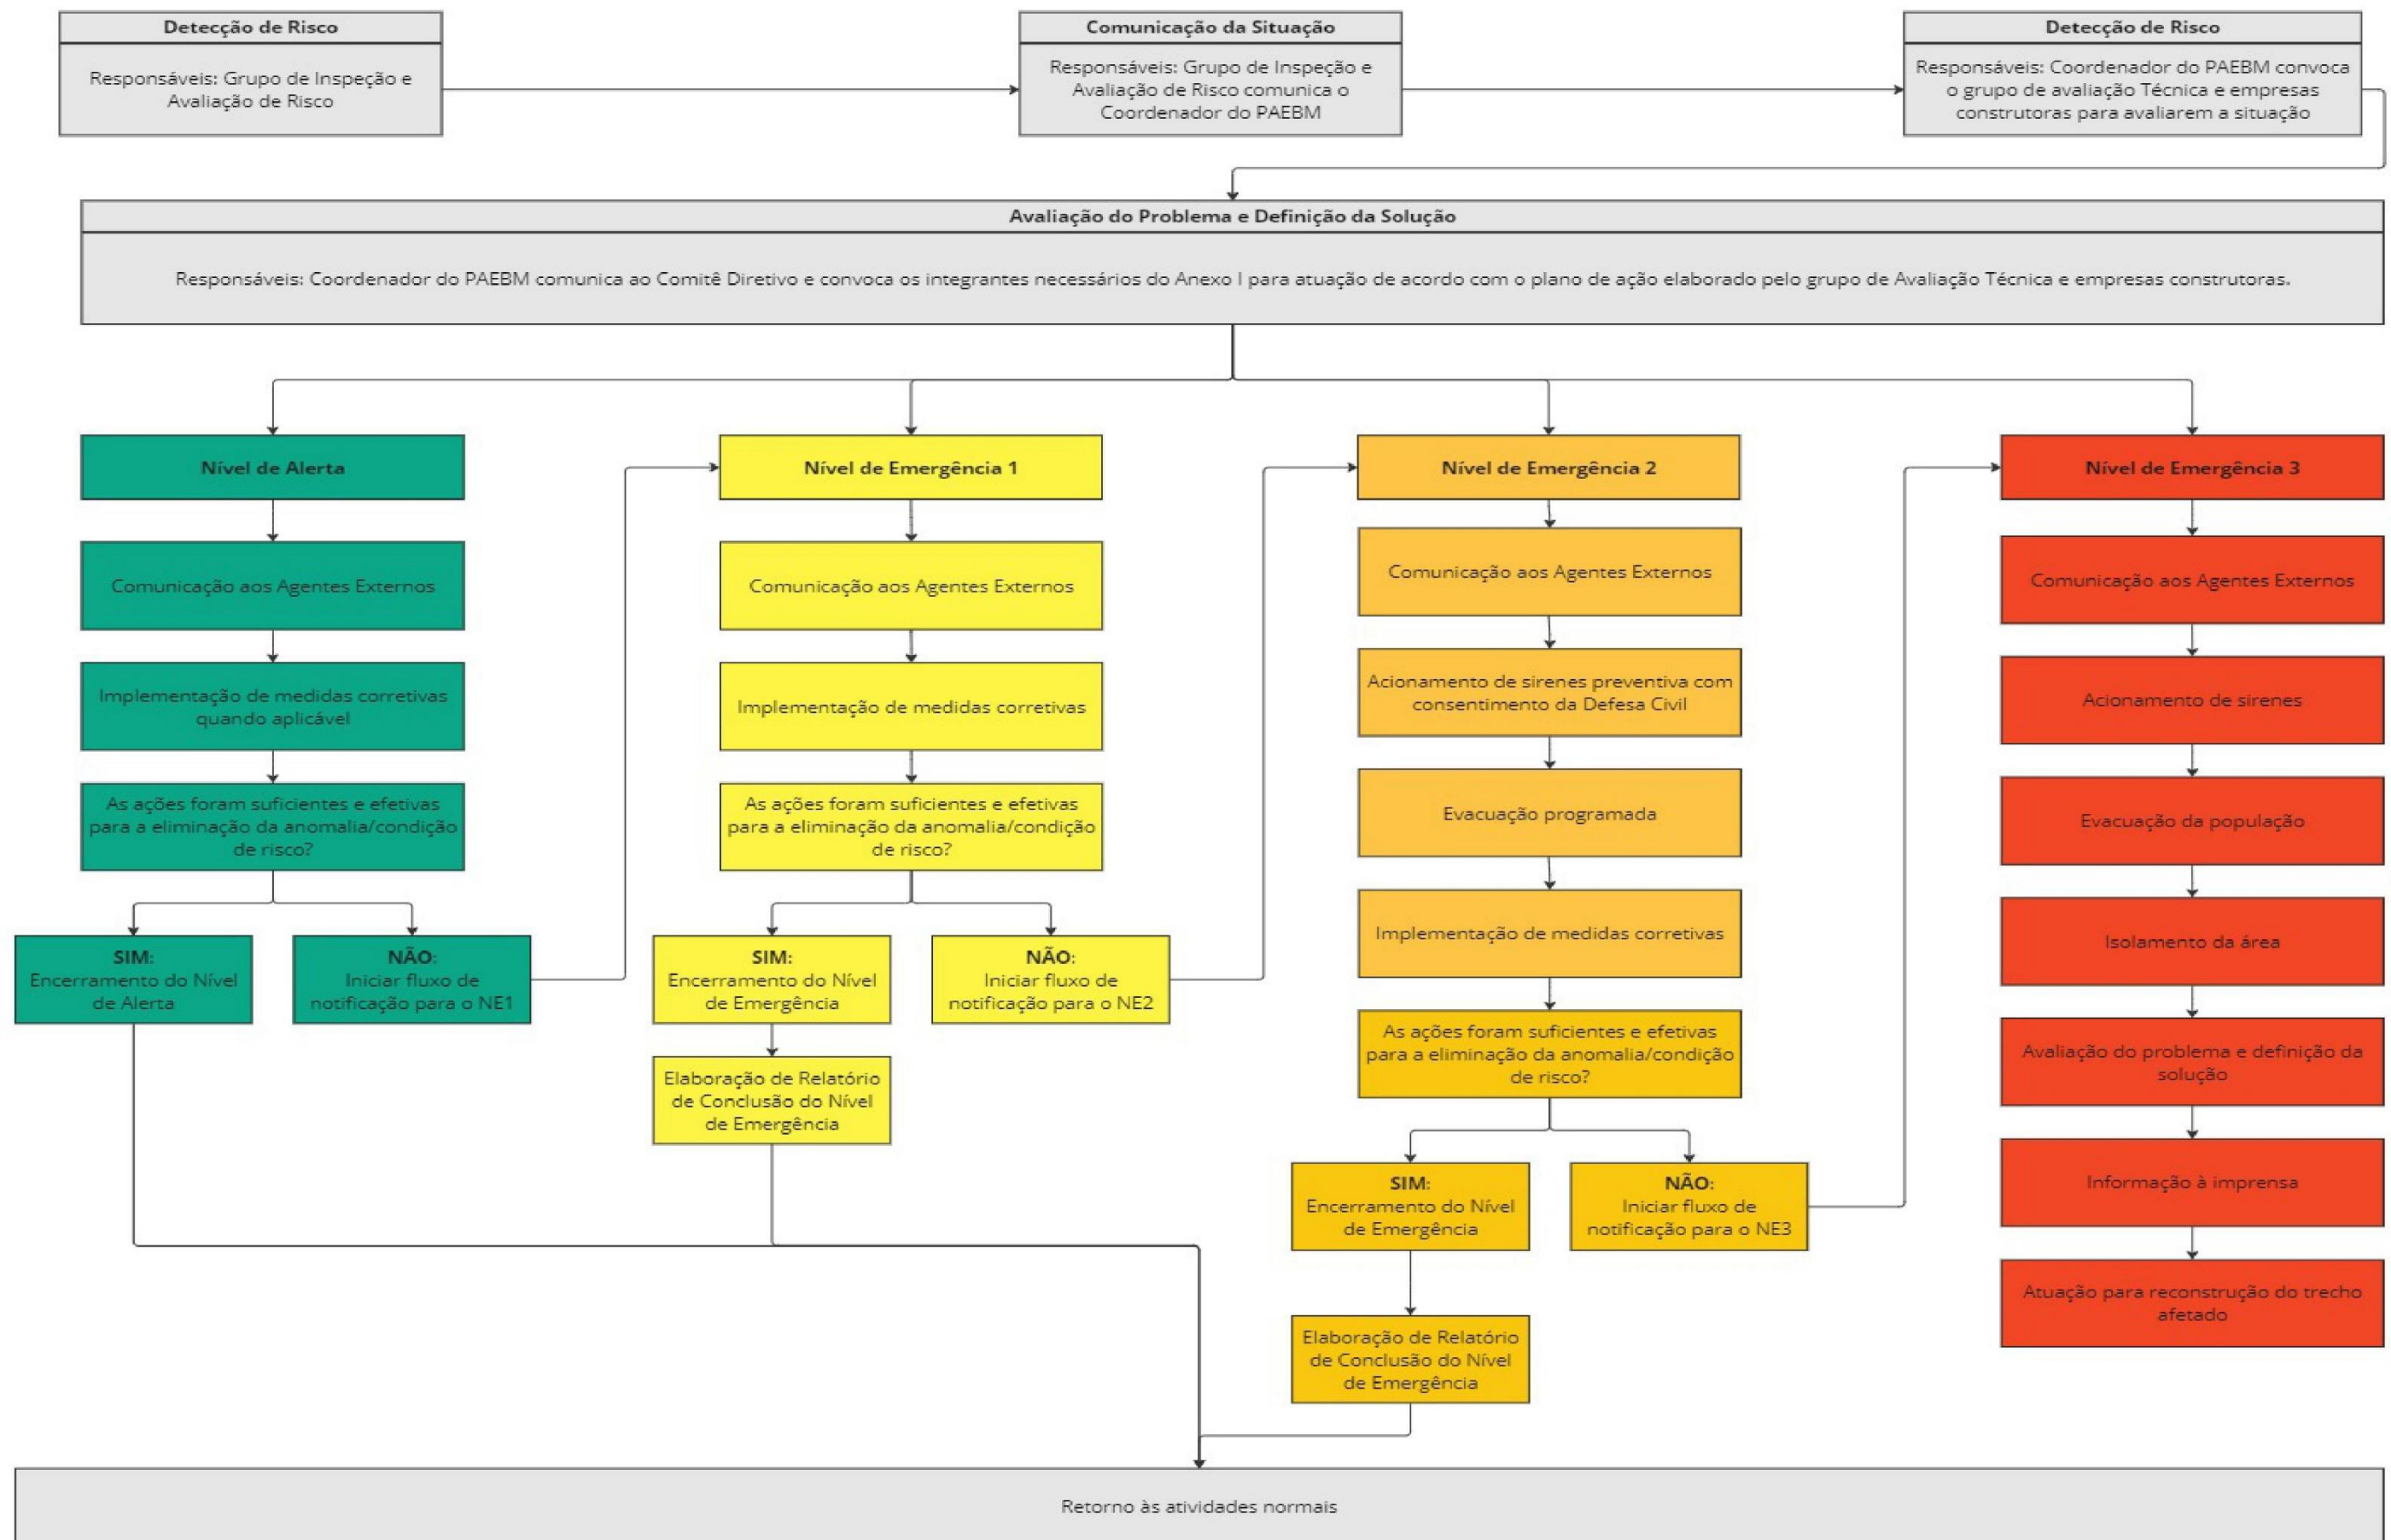 Detecção de Risco
Responsáveis: Grupo de Inspeção e
Avaliação de Risco
Comunicação da Situação
Responsáveis: Grupo de Inspeção e
Avaliação de Risco comunica o
Coordenador do PAEBM
Detecção de Risco
Responsáveis: Coordenador do PAEBM convoca
o grupo de avaliação Técnica e empresas
construtoras para avaliarem a situação
Avaliação do Problema e Definição da Solução
Responsáveis: Coordenador do PAEBM comunica ao Comitê Diretivo e convoca os integrantes necessários do Anexo I para atuação de acordo com o plano de ação elaborado pelo grupo de Avaliação Técnica e empresas construtoras.
Nível de Alerta
Comunicação aos Agentes Externos
Implementação de medidas corretivas
quando aplicável
As ações foram suficientes e efetivas
para a eliminação da anomalia/condição
de risco?
SIM:
Encerramento do Nível
de Alerta
NÃO:
Iniciar fluxo de
notificação para o NE1
Nível de Emergência 1
Comunicação aos Agentes Externos
Implementação de medidas corretivas
As ações foram suficientes e efetivas
para a eliminação da anomalia/condição
de risco?
SIM:
Encerramento do Nível
de Emergência
NÃO:
Iniciar fluxo de
notificação para o NE2
Elaboração de Relatório
de Conclusão do Nível
de Emergência
Nível de Emergência 2
Comunicação aos Agentes Externos
Acionamento de sirenes preventiva com
consentimento da Defesa Civil
Evacuação programada
Implementação de medidas corretivas
As ações foram suficientes e efetivas
para a eliminação da anomalia/condição
de risco?
SIM:
Encerramento do Nível
de Emergência
NÃO:
Iniciar fluxo de
notificação para o NE3
Elaboração de Relatório
de Conclusão do Nível
de Emergência
Nível de Emergência 3
Comunicação aos Agentes Externos
Acionamento de sirenes
Evacuação da população
Isolamento da área
Avaliação do problema e definição da
solução
Informação à imprensa
Atuação para reconstrução do trecho
afetado
Retorno às atividades normais